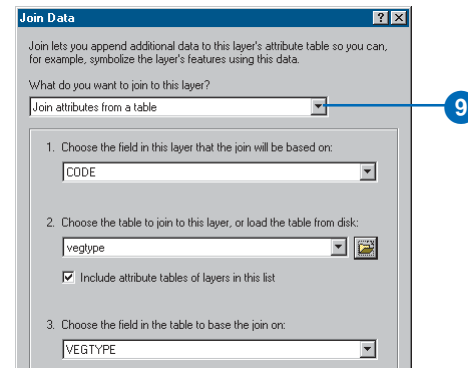 Join Data
Join lets you append additional data to this layer's attribute table so you can,
for example, symbolize the layer's features using this data.
What do you want to join to this layer?
Join attributes from a table
9
1. Choose the field in this layer that the join will be based on:
CODE
2. Choose the table to join to this layer, or load the table from disk:
vegtype
Include attribute tables of layers in this list
3. Choose the field in the table to base the join on:
VEGTYPE